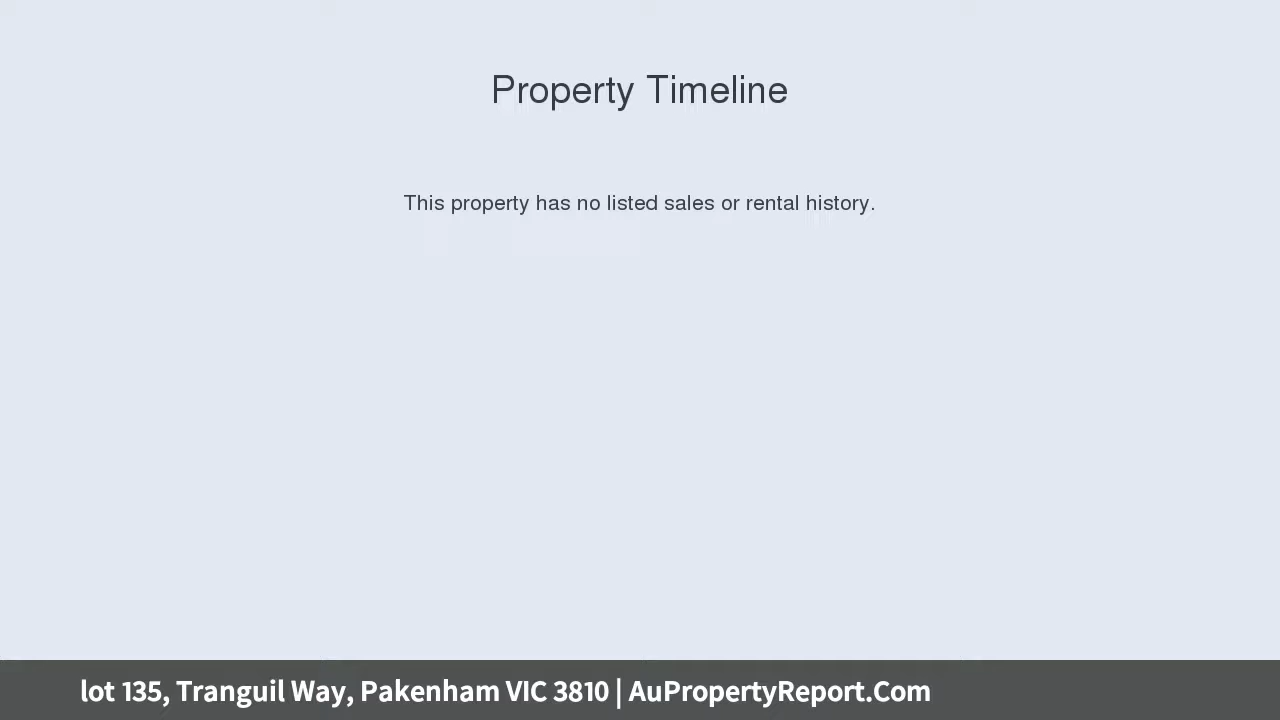 Property Timeline
This property has no listed sales or rental history.
lot 135, Tranguil Way, Pakenham VIC 3810 | AuPropertyReport.Com